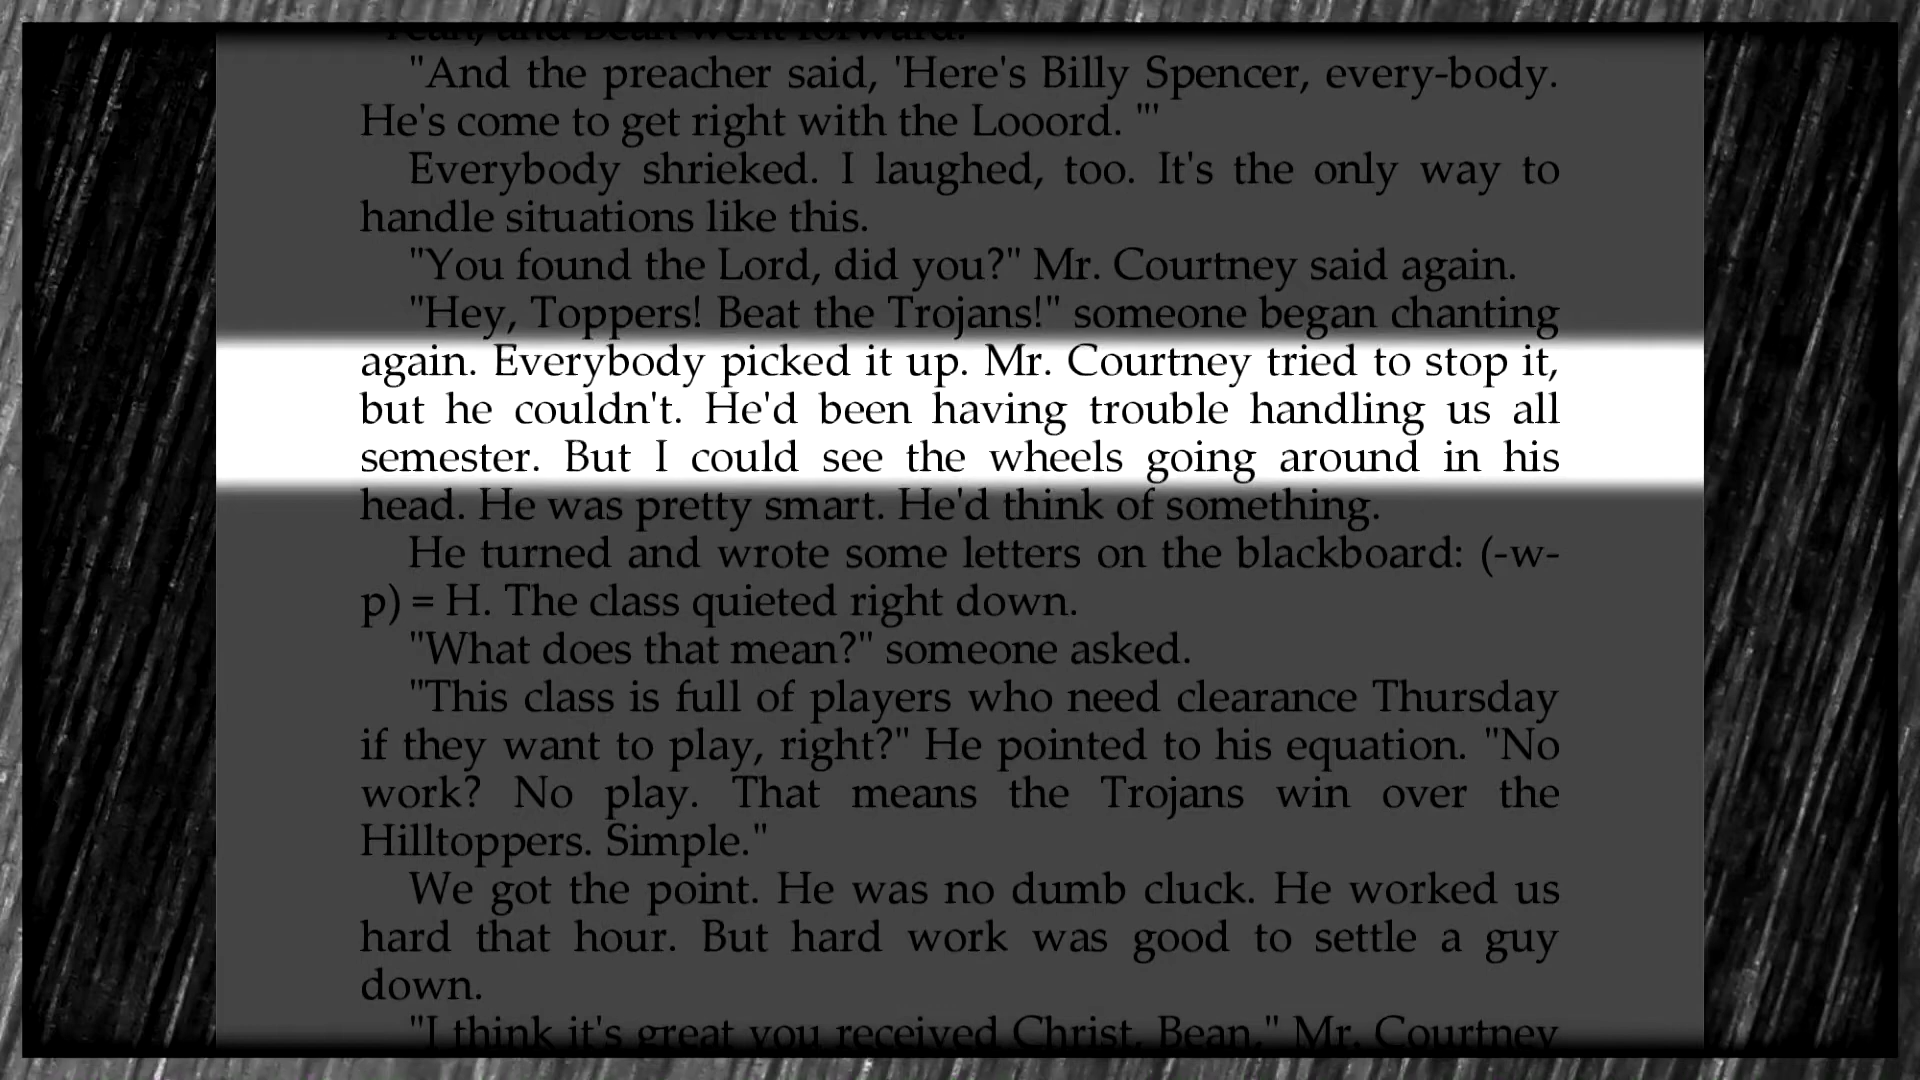 "And the preacher said, 'Here's Billy Spencer, every-body.
He's come to get right with the Looord. "'
Everybody shrieked. I laughed, too. It's the only way to
handle situations like this.
"You found the Lord, did you?" Mr. Courtney said again.
"Hey, Toppers! Beat the Trojans!" someone began chanting
again. Everybody picked it up. Mr. Courtney tried to stop it,
but he couldn't. He'd been having trouble handling us all
semester. But I could see the wheels going around in his
head. He was pretty smart. He'd think of something.
He turned and wrote some letters on the blackboard: (-w-
p) = H. The class quieted right down.
"What does that mean?" someone asked.
"This class is full of players who need clearance Thursday
if they want to play, right?" He pointed to his equation. "No
work? No play. That means the Trojans win over the
Hilltoppers. Simple."
We got the point. He was no dumb cluck. He worked us
hard that hour. But hard work was good to settle a guy
down.
"I think it's great you received Christ, Bean." Mr. Courtney